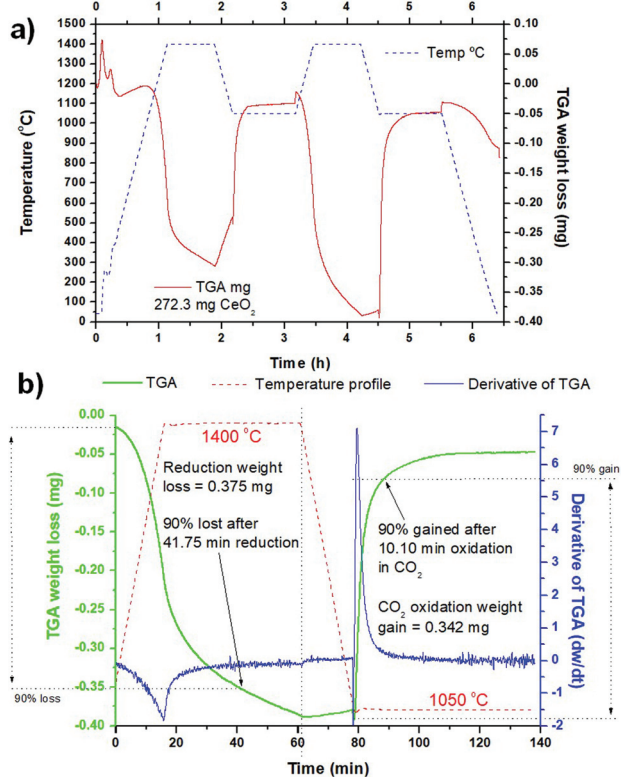 a)
1500
1400
1300
1200
1100
1000
900
800
700
600
500
400
300
200
100
0
Temperature (°C)
0 1 2 3 4 5 6
0 1 2 3 4 5 6
Time (h)
0.10
0.05
0.00
-0.05
-0.10
-0.15
-0.20
-0.25
-0.30
-0.35
-0.40
TGA weight loss (mg)
Temp ºC
TGA mg
272.3 mg CeO₂
b)
TGA
Temperature profile
Derivative of TGA
0.00
-0.05
-0.10
-0.15
-0.20
-0.25
-0.30
-0.35
-0.40
TGA weight loss (mg)
1400 °C
Reduction weight
loss = 0.375 mg
90% lost after
41.75 min reduction
90% loss
90% gain
90% gained after
10.10 min oxidation
in CO₂
CO₂ oxidation weight
gain = 0.342 mg
1050 °C
7
6
5
4
3
2
1
0
-1
-2
Derivative of TGA (dw/dt)
0 20 40 60 80 100 120 140
Time (min)